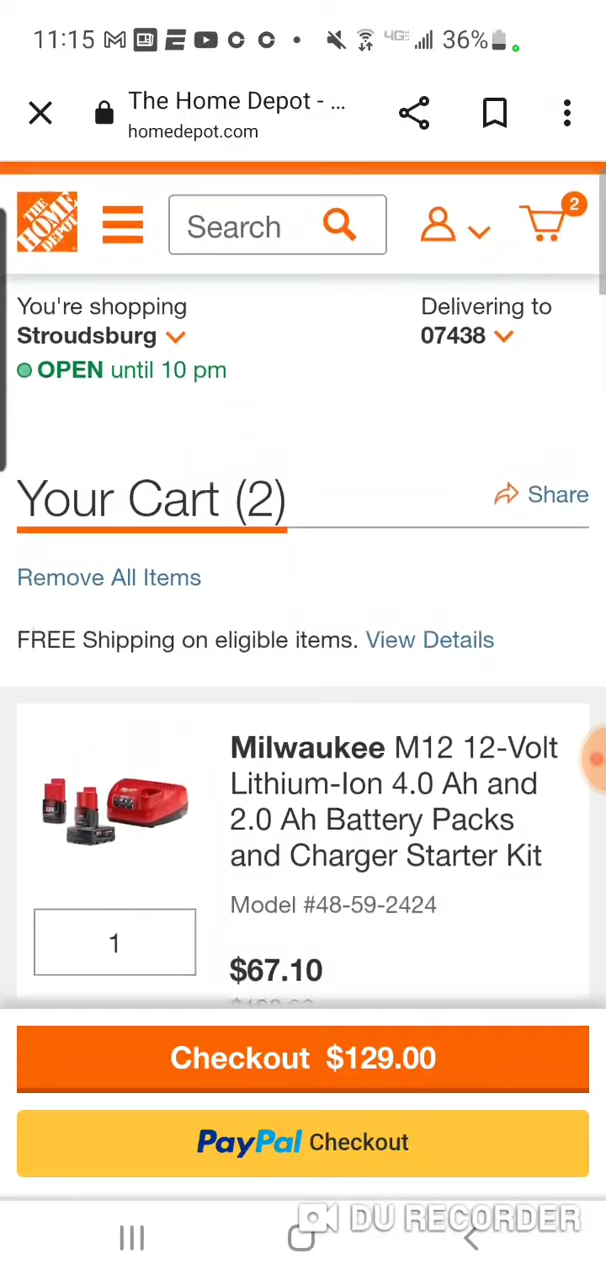 11:15 36%
4GE
The Home Depot - ...
homedepot.com
THE HOME DEPOT
Search
2
You're shopping
Delivering to
Stroudsburg
07438
OPEN until 10 pm
Your Cart (2)
Share
Remove All Items
FREE Shipping on eligible items. View Details
Milwaukee M12 12-Volt
Lithium-Ion 4.0 Ah and
2.0 Ah Battery Packs
and Charger Starter Kit
Model #48-59-2424
1
$67.10
Checkout $129.00
PayPal Checkout
DU RECORDER